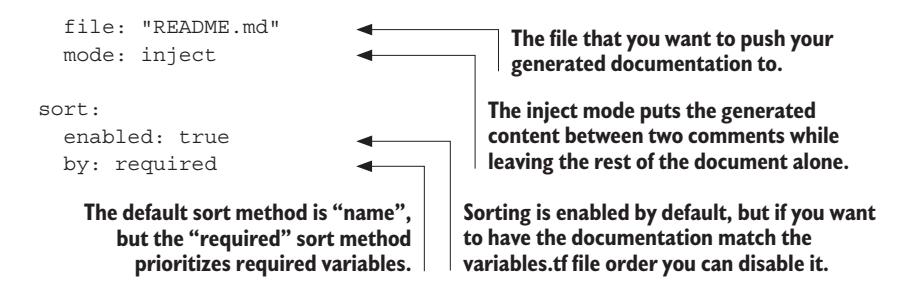 file: "README.md"
mode: inject
The file that you want to push your
generated documentation to.
sort:
enabled: true
by: required
The inject mode puts the generated
content between two comments while
leaving the rest of the document alone.
The default sort method is “name”,
but the “required” sort method
prioritizes required variables.
Sorting is enabled by default, but if you want
to have the documentation match the
variables.tf file order you can disable it.